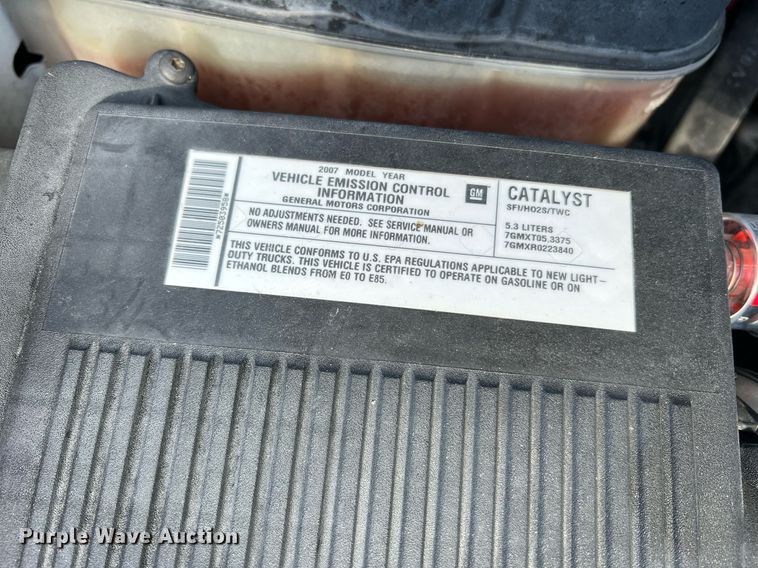 2007 MODEL YEAR
VEHICLE EMISSION CONTROL
INFORMATION
GENERAL MOTORS CORPORATION
GM
NO ADJUSTMENTS NEEDED. SEE SERVICE MANUAL OR
OWNERS MANUAL FOR MORE INFORMATION.
THIS VEHICLE CONFORMS TO U.S. EPA REGULATIONS APPLICABLE TO NEW LIGHT-
DUTY TRUCKS. THIS VEHICLE IS CERTIFIED TO OPERATE ON GASOLINE OR ON
ETHANOL BLENDS FROM E0 TO E85.
CATALYST
SFI/HO2S/TWC
5.3 LITERS
7GMXT05.3375
7GMXR0223840
*72583958*
Purple Wave Auction